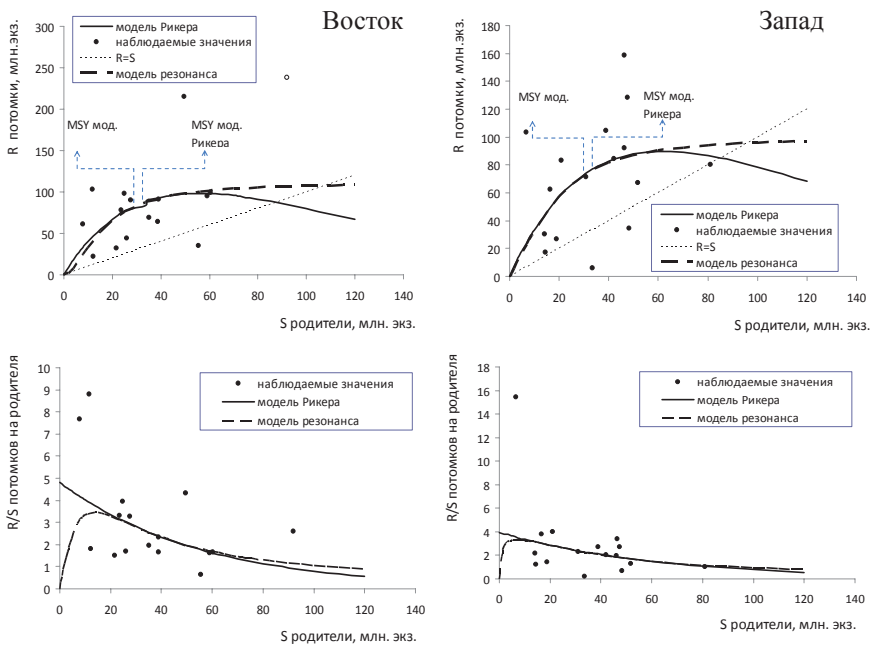 Восток
R потомки, млн.экз.
модель Рикера
наблюдаемые значения
R=S
модель резонанса
MSY мод.
MSY мод.
Рикера
300
250
200
150
100
50
0
0 20 40 60 80 100 120 140
S родители, млн. экз.
Запад
R потомки, млн.экз.
MSY мод.
MSY мод.
Рикера
модель Рикера
наблюдаемые значения
R=S
модель резонанса
180
160
140
120
100
80
60
40
20
0
0 20 40 60 80 100 120 140
S родители, млн. экз.
R/S потомков на родителя
наблюдаемые значения
модель Рикера
модель резонанса
10
9
8
7
6
5
4
3
2
1
0
0 20 40 60 80 100 120 140
S родители, млн. экз.
R/S потомков на родителя
наблюдаемые значения
модель Рикера
модель резонанса
18
16
14
12
10
8
6
4
2
0
0 20 40 60 80 100 120 140
S родители, млн. экз.